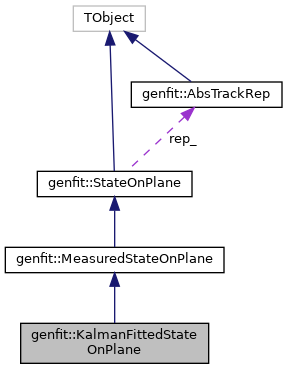 TObject
genfit::AbsTrackRep
rep_
genfit::StateOnPlane
genfit::MeasuredStateOnPlane
genfit::KalmanFittedState
OnPlane